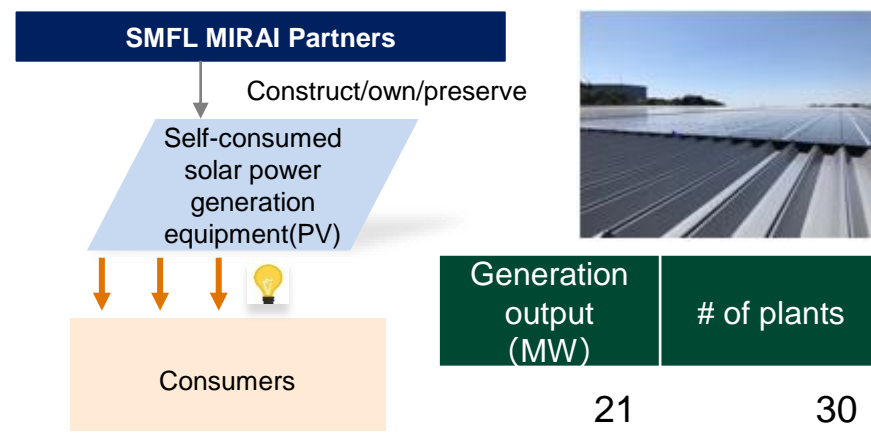 SMFL MIRAI Partners
Construct/own/preserve
Self-consumed
solar power
generation
equipment(PV)
Consumers
Generation
output
（MW）
# of plants
21
30